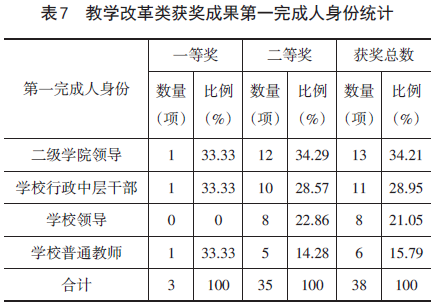 表7 教学改革类获奖成果第一完成人身份统计
第一完成人身份 一等奖 二等奖 获奖总数
数量（项） 比例（%） 数量（项） 比例（%） 数量（项） 比例（%）
二级学院领导 1 33.33 12 34.29 13 34.21
学校行政中层干部 1 33.33 10 28.57 11 28.95
学校领导 0 0 8 22.86 8 21.05
学校普通教师 1 33.33 5 14.28 6 15.79
合计 3 100 35 100 38 100